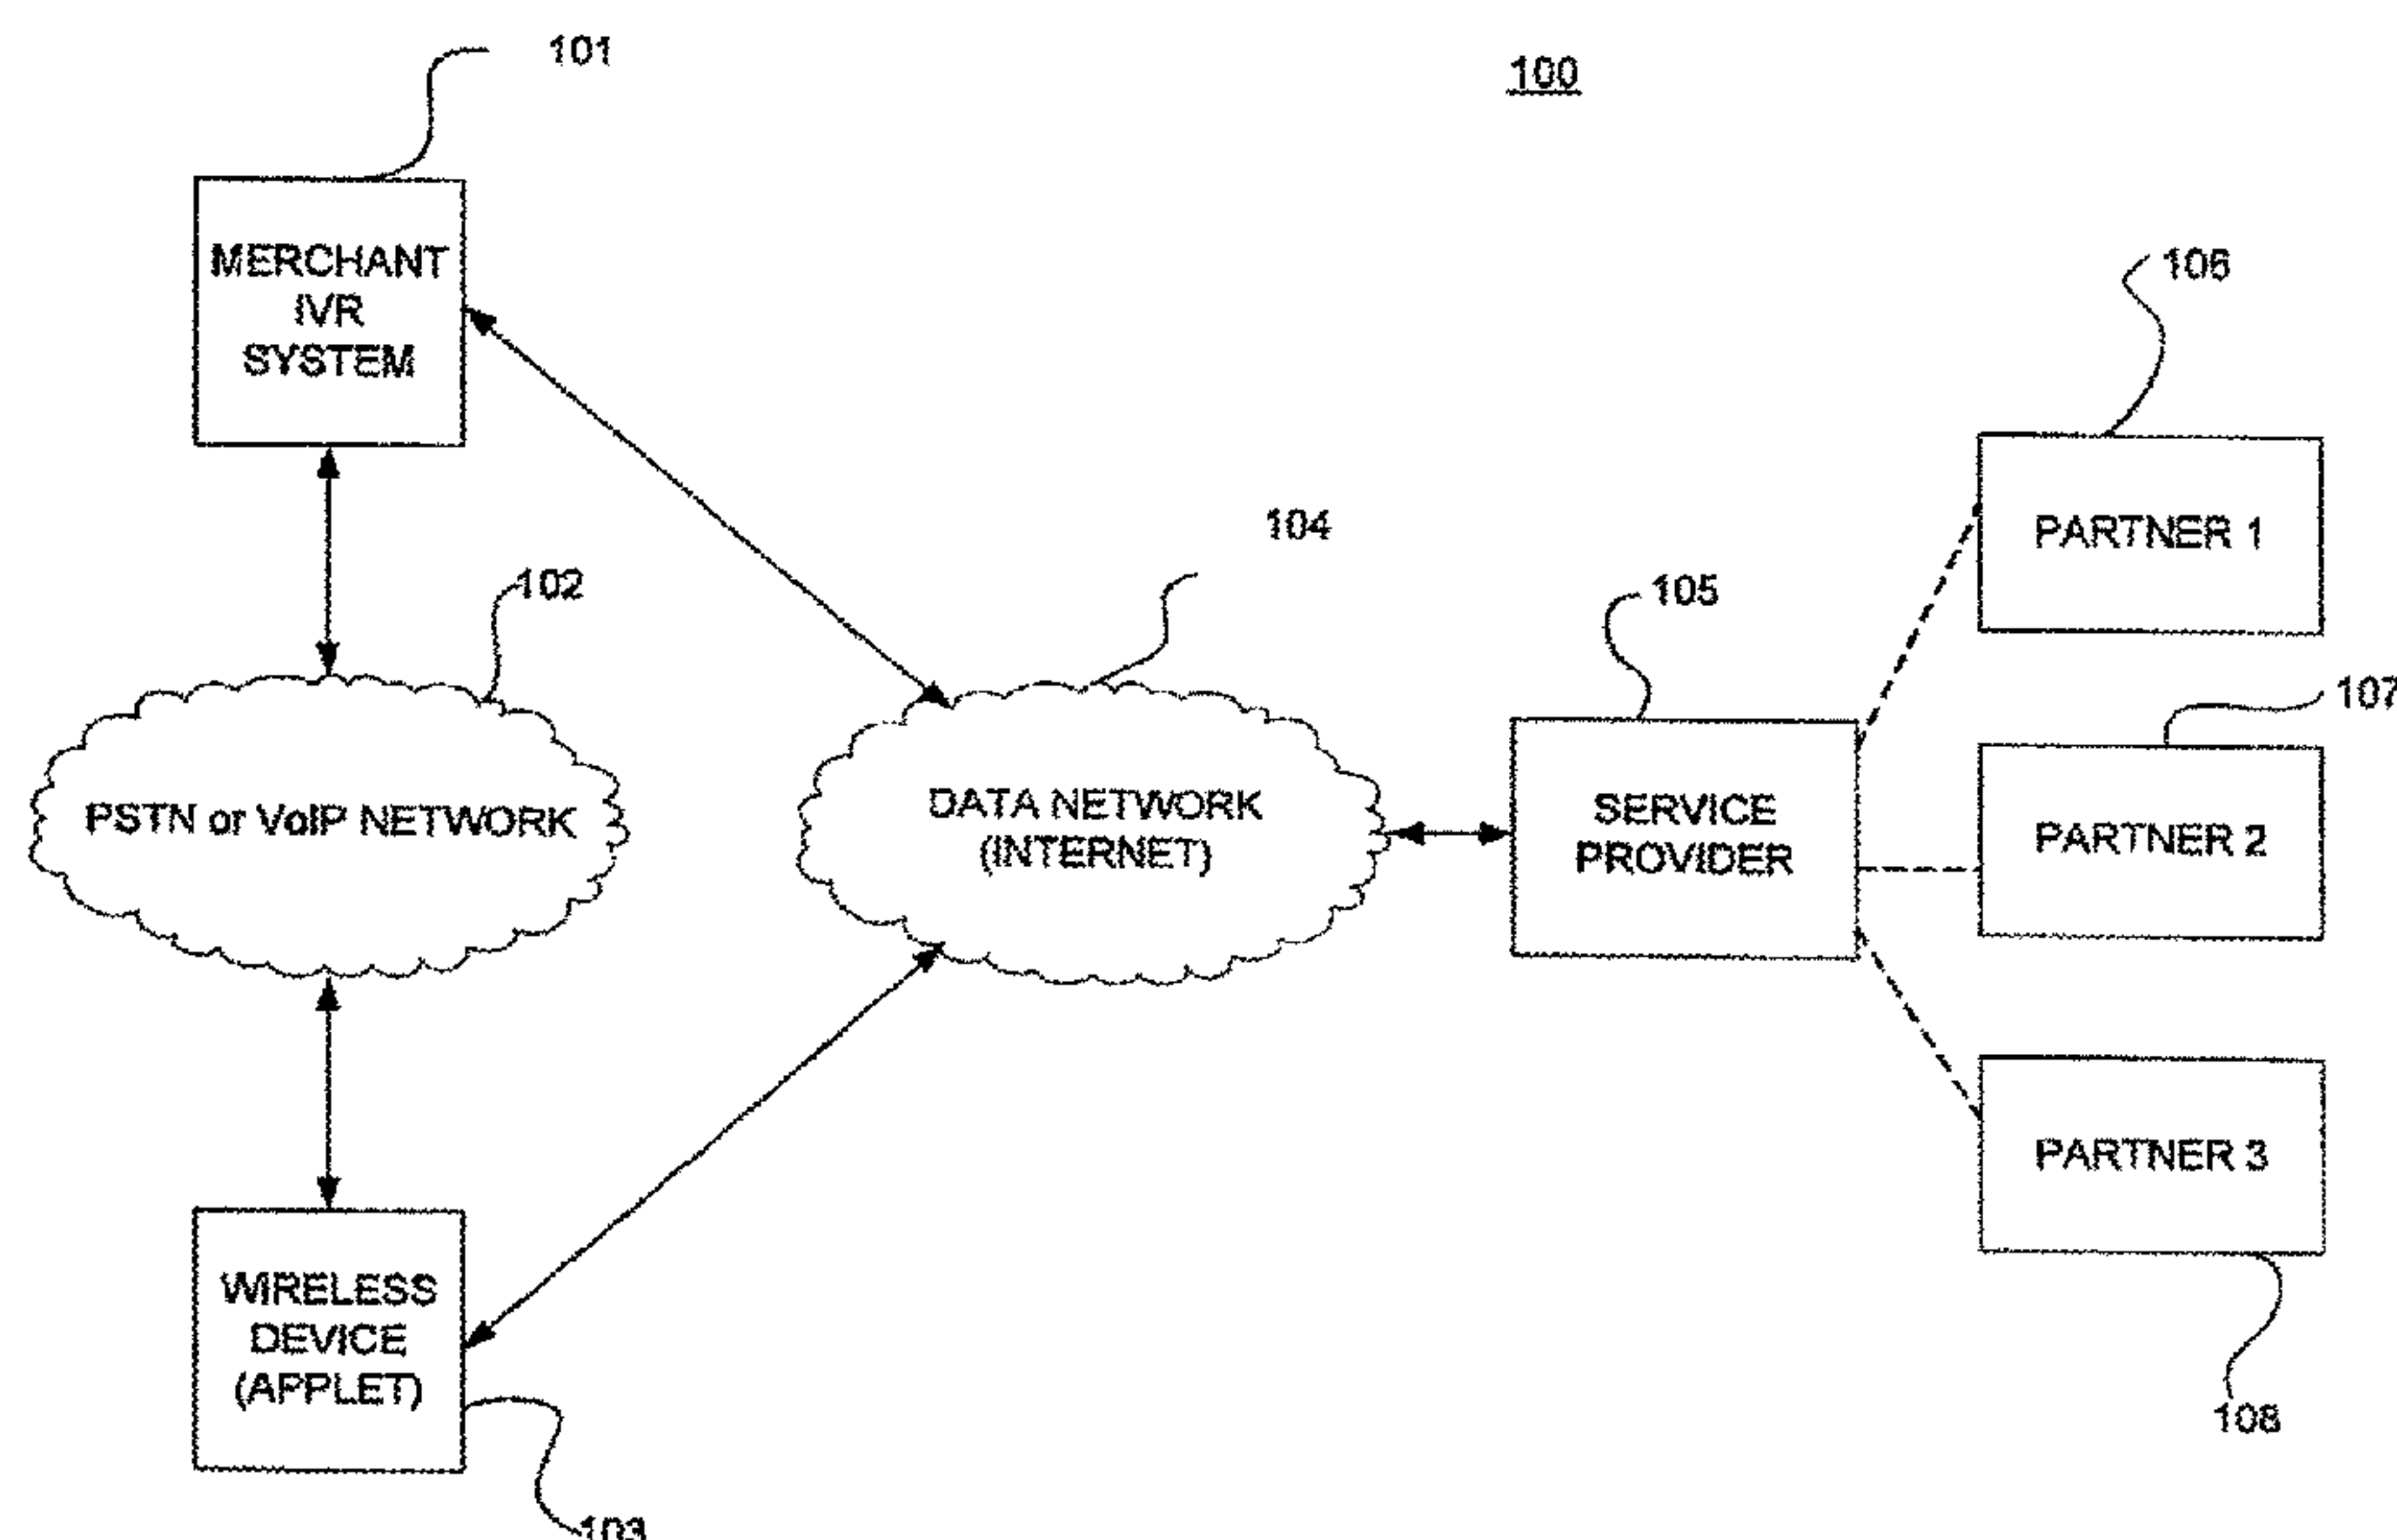 101
100
MERCHANT
IVR
SYSTEM
106
104
102
105
PARTNER 1
107
PSTN or VoIP NETWORK
DATA NETWORK
(INTERNET)
SERVICE
PROVIDER
PARTNER 2
PARTNER 3
WIRELESS
DEVICE
(APPLET)
108
103